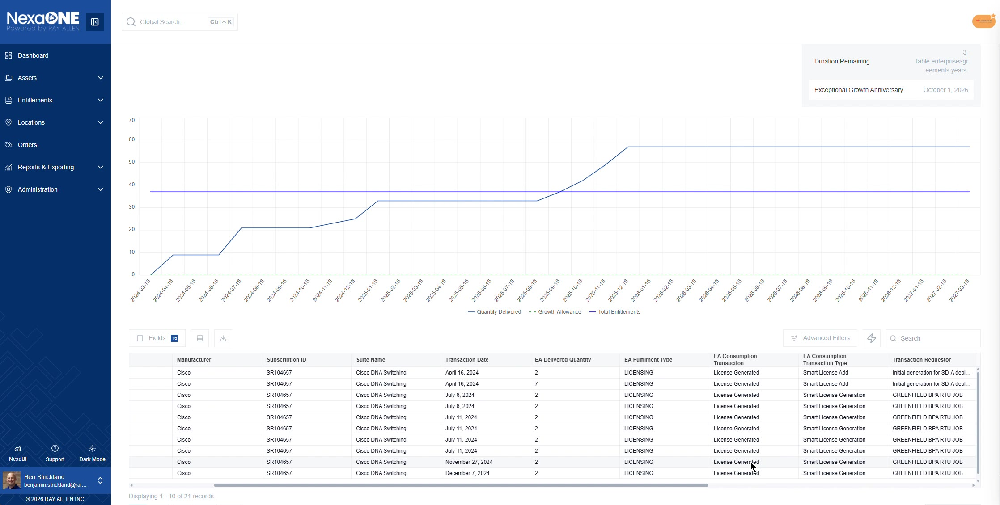 NexaONE
Powered by RAY ALLEN
Global Search...
Ctrl ^ K
Dashboard
Assets
Entitlements
Locations
Orders
Reports & Exporting
Administration
NexaBI
Support
Dark Mode
Ben Strickland
benjamin.strickland@rai...
© 2026 RAY ALLEN INC
Duration Remaining
3
table.enterpriseagr
eements.years
Exceptional Growth Anniversary October 1, 2026
70
60
50
40
30
20
10
0
2024-03-16 2024-04-16 2024-05-16 2024-06-16 2024-07-16 2024-08-16 2024-09-16 2024-10-16 2024-11-16 2024-12-16 2025-01-16 2025-02-16 2025-03-16 2025-04-16 2025-05-16 2025-06-16 2025-07-16 2025-08-16 2025-09-16 2025-10-16 2025-11-16 2025-12-16 2026-01-16 2026-02-16 2026-03-16 2026-04-16 2026-05-16 2026-06-16 2026-07-16 2026-08-16 2026-09-16 2026-10-16 2026-11-16 2026-12-16 2027-01-16 2027-02-16 2027-03-16
Quantity Delivered Growth Allowance Total Entitlements
Fields 16
Advanced Filters
Search
Manufacturer Subscription ID Suite Name Transaction Date EA Delivered Quantity EA Fulfilment Type EA Consumption Transaction EA Consumption Transaction Type Transaction Requestor
Cisco SR104657 Cisco DNA Switching April 16, 2024 2 LICENSING License Generated Smart License Add Initial generation for SD-A depl...
Cisco SR104657 Cisco DNA Switching April 16, 2024 7 LICENSING License Generated Smart License Add Initial generation for SD-A depl...
Cisco SR104657 Cisco DNA Switching July 6, 2024 2 LICENSING License Generated Smart License Generation GREENFIELD BPA RTU JOB
Cisco SR104657 Cisco DNA Switching July 6, 2024 2 LICENSING License Generated Smart License Generation GREENFIELD BPA RTU JOB
Cisco SR104657 Cisco DNA Switching July 11, 2024 2 LICENSING License Generated Smart License Generation GREENFIELD BPA RTU JOB
Cisco SR104657 Cisco DNA Switching July 11, 2024 2 LICENSING License Generated Smart License Generation GREENFIELD BPA RTU JOB
Cisco SR104657 Cisco DNA Switching July 11, 2024 2 LICENSING License Generated Smart License Generation GREENFIELD BPA RTU JOB
Cisco SR104657 Cisco DNA Switching July 11, 2024 2 LICENSING License Generated Smart License Generation GREENFIELD BPA RTU JOB
Cisco SR104657 Cisco DNA Switching November 27, 2024 2 LICENSING License Generated Smart License Generation GREENFIELD BPA RTU JOB
Cisco SR104657 Cisco DNA Switching December 7, 2024 2 LICENSING License Generated Smart License Generation GREENFIELD BPA RTU JOB
Displaying 1 - 10 of 21 records.